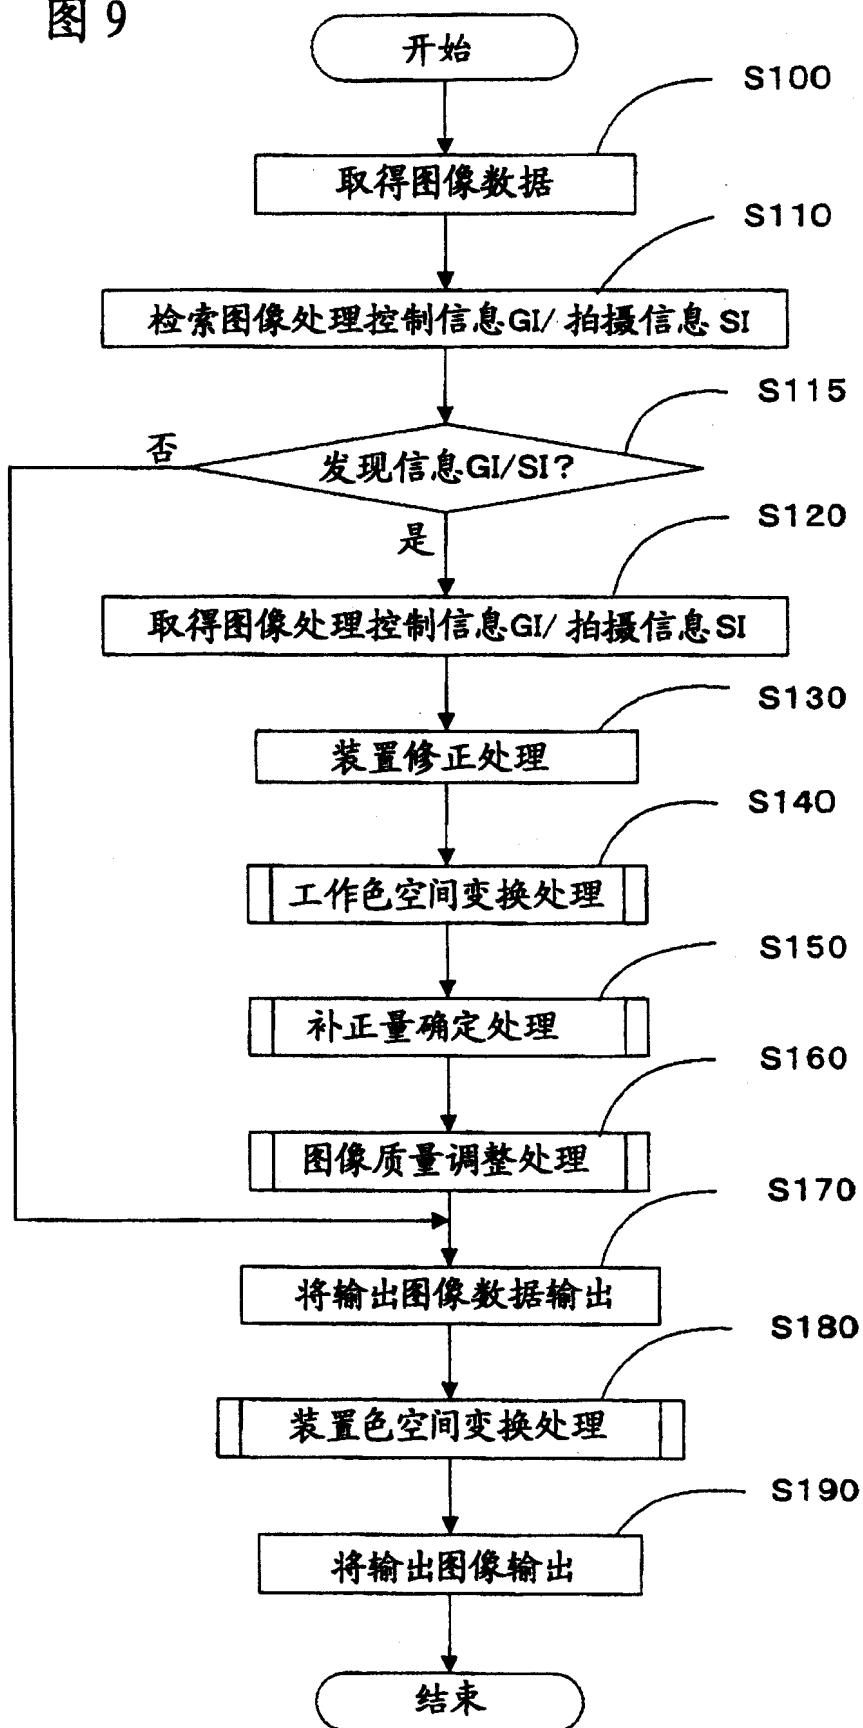 图 9
开始
S100
取得图像数据
S110
检索图像处理控制信息GI/ 拍摄信息 SI
S115
否
发现信息GI/SI?
S120
是
取得图像处理控制信息GI/ 拍摄信息 SI
S130
装置修正处理
S140
工作色空间变换处理
S150
补正量确定处理
S160
图像质量调整处理
S170
将输出图像数据输出
S180
装置色空间变换处理
S190
将输出图像输出
结束